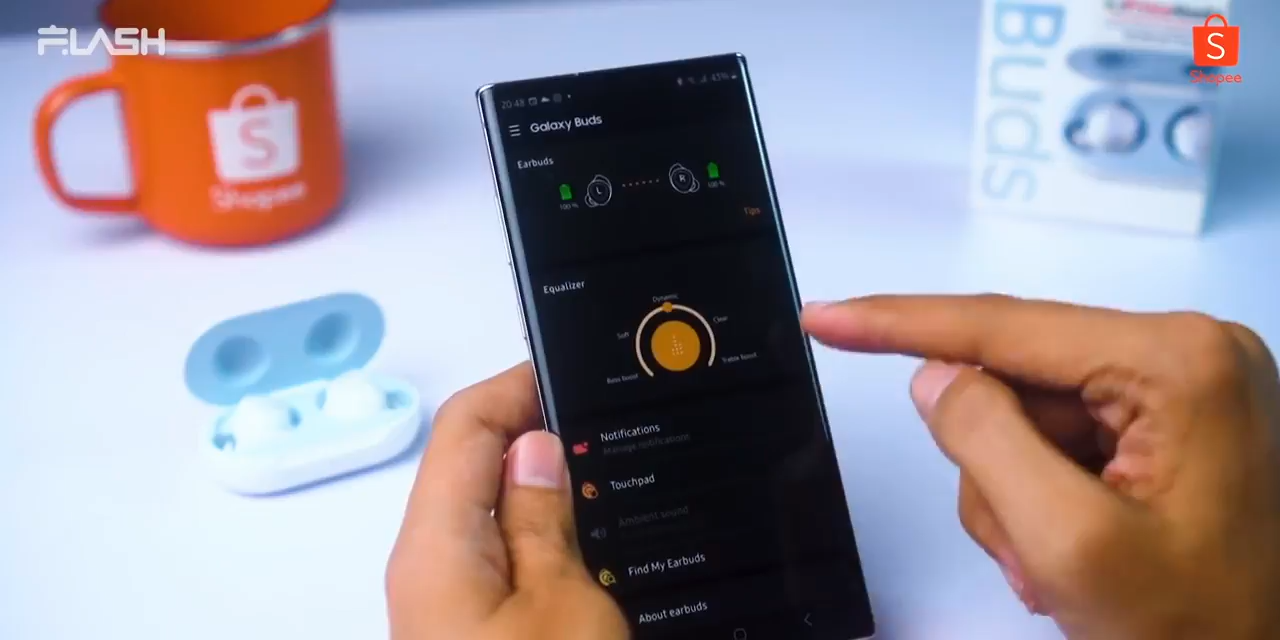 FLASH
S
Shopee
S
Shopee
Buds
20:48
43%
Galaxy Buds
Earbuds
L
R
100 %
100 %
Tips
Equalizer
Dynamic
Soft
Clear
Bass boost
Treble boost
Notifications
Manage notifications
Touchpad
Ambient sound
Find My Earbuds
About earbuds